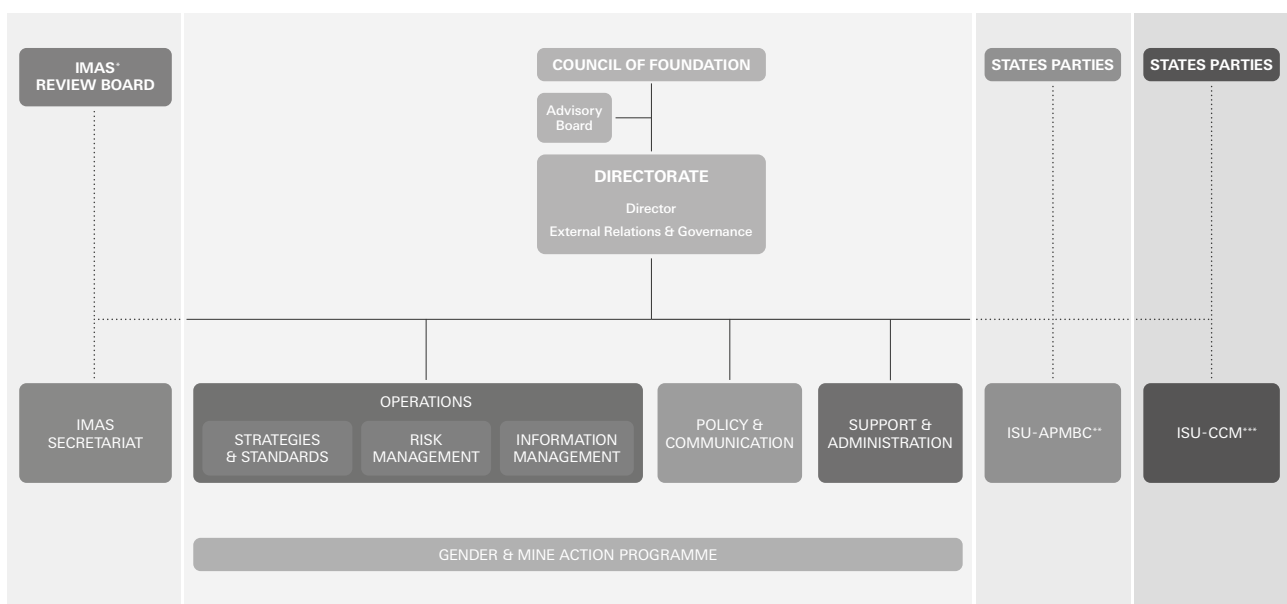 IMAS*
REVIEW BOARD
COUNCIL OF FOUNDATION
STATES PARTIES
STATES PARTIES
Advisory
Board
DIRECTORATE
Director
External Relations & Governance
IMAS
SECRETARIAT
OPERATIONS
STRATEGIES
& STANDARDS
RISK
MANAGEMENT
INFORMATION
MANAGEMENT
POLICY &
COMMUNICATION
SUPPORT &
ADMINISTRATION
ISU-APMBC**
ISU-CCM***
GENDER & MINE ACTION PROGRAMME